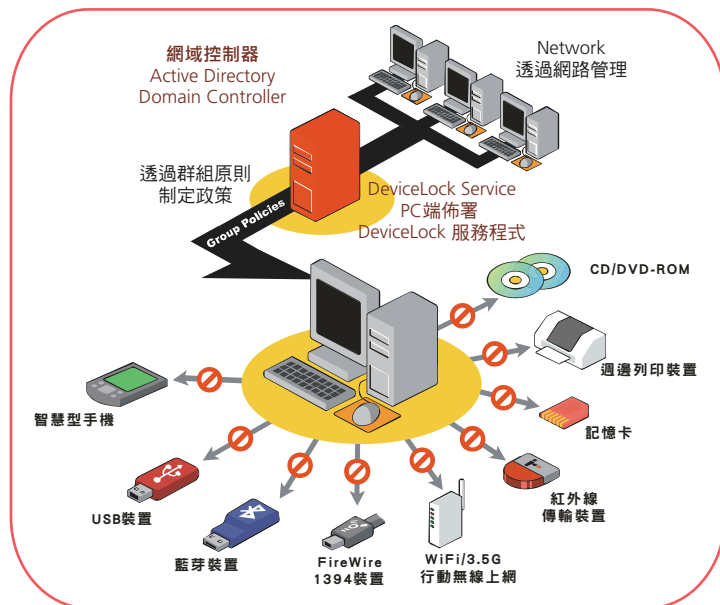 網域控制器
Active Directory
Domain Controller
Network
透過網路管理
透過群組原則
制定政策
Group Policies
DeviceLock Service
PC端佈署
DeviceLock 服務程式
CD/DVD-ROM
週邊列印裝置
記憶卡
紅外線
傳輸裝置
WiFi/3.5G
行動無線上網
FireWire
1394裝置
藍芽裝置
USB裝置
智慧型手機